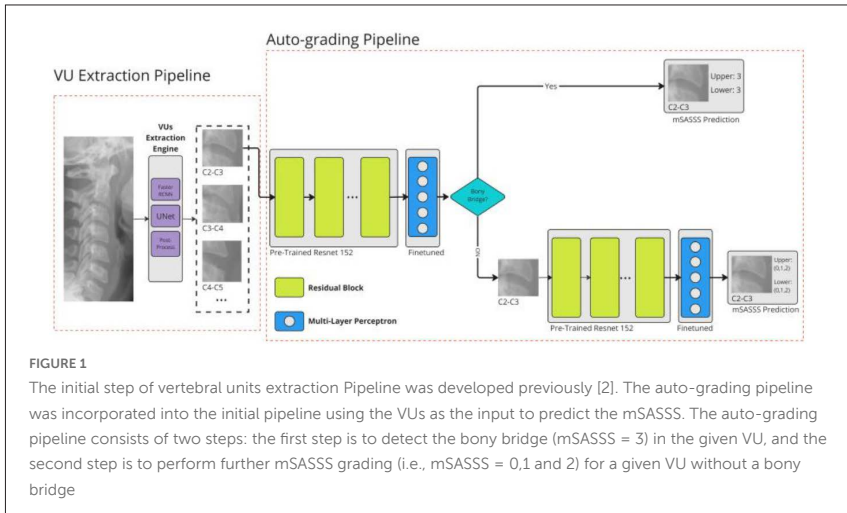 Auto-grading Pipeline
VU Extraction Pipeline
VUs
Extraction
Engine
Faster
RCNN
UNet
Post
Process
C2-C3
C3-C4
C4-C5
...
...
Pre-Trained Resnet 152
Finetuned
Bony
Bridge?
Yes
Upper: 3
Lower: 3
C2-C3
mSASSS Prediction
NO
C2-C3
...
Pre-Trained Resnet 152
Finetuned
Upper:
(0,1,2)
Lower:
(0,1,2)
C2-C3
mSASSS Prediction
Residual Block
Multi-Layer Perceptron
FIGURE 1
The initial step of vertebral units extraction Pipeline was developed previously [2]. The auto-grading pipeline
was incorporated into the initial pipeline using the VUs as the input to predict the mSASSS. The auto-grading
pipeline consists of two steps: the first step is to detect the bony bridge (mSASSS = 3) in the given VU, and the
second step is to perform further mSASSS grading (i.e., mSASSS = 0,1 and 2) for a given VU without a bony
bridge